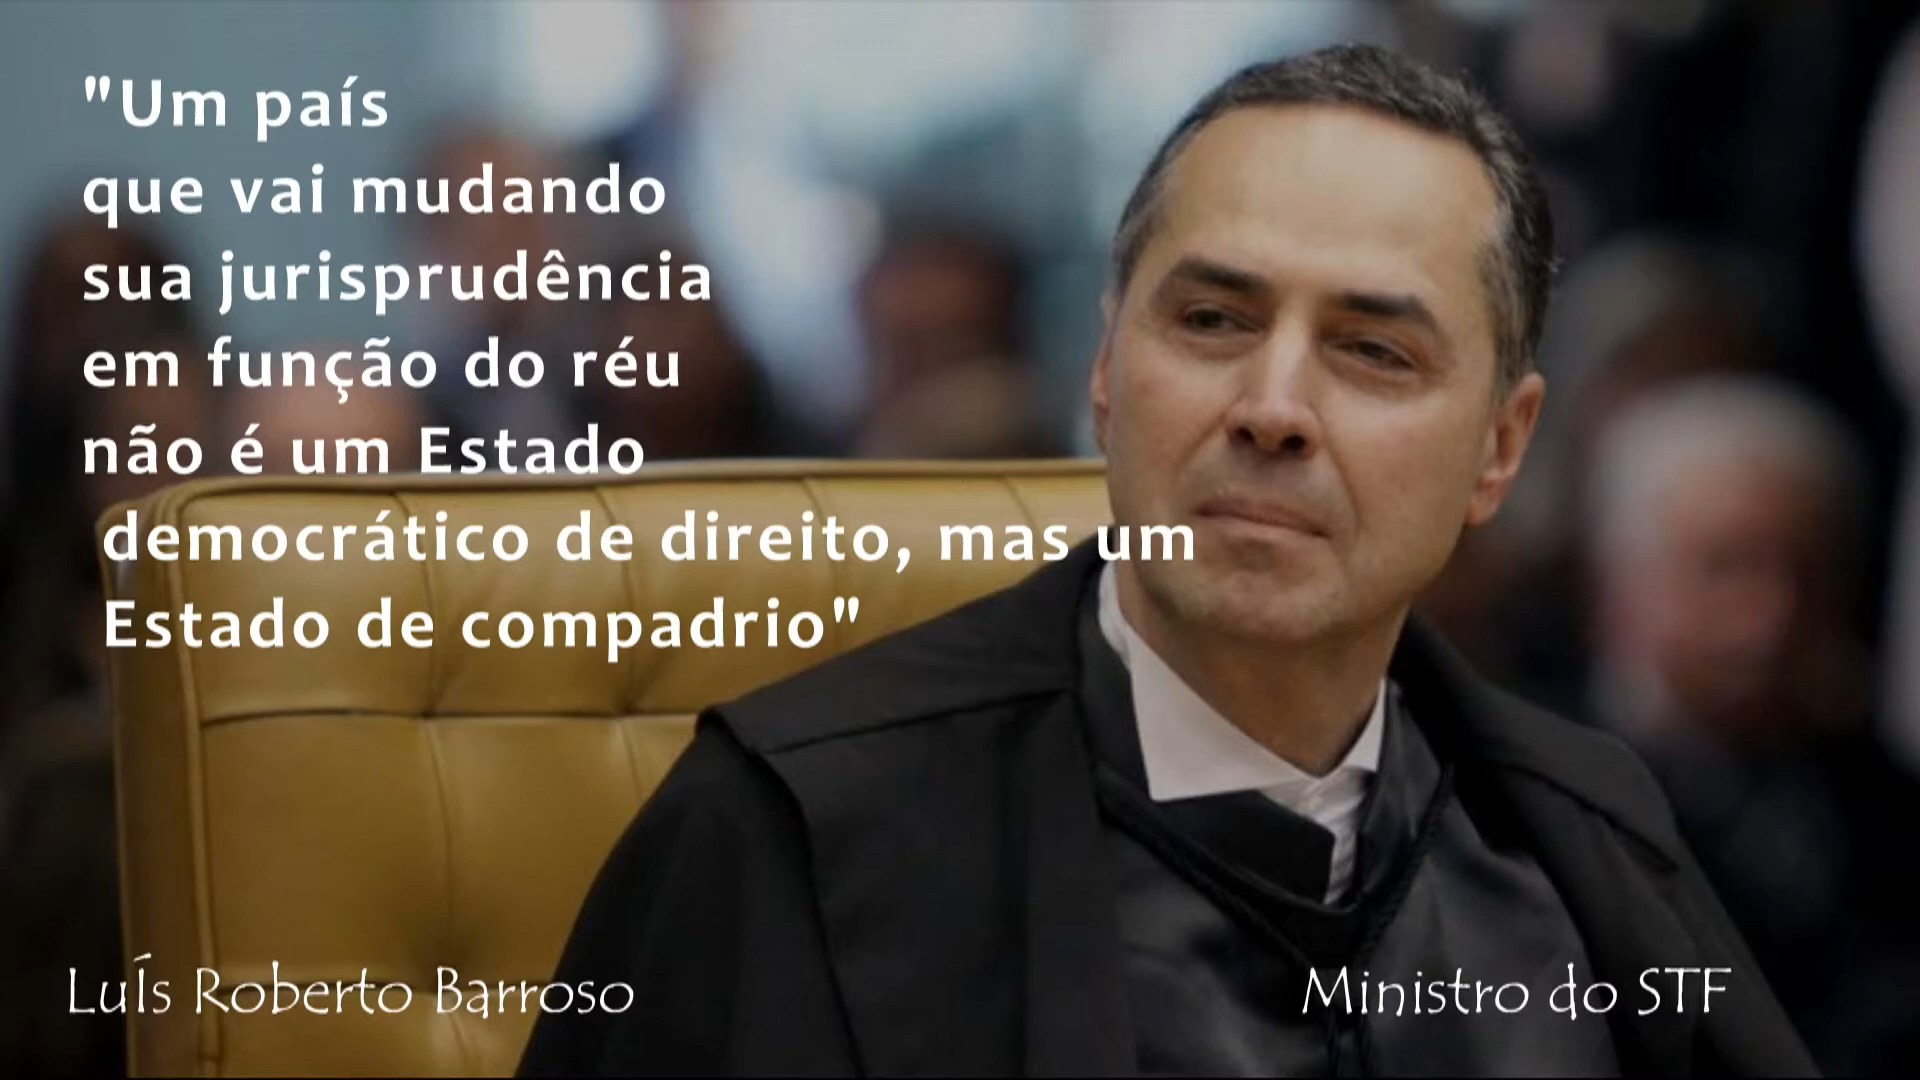 "Um país
que vai mudando
sua jurisprudência
em função do réu
não é um Estado
democrático de direito, mas um
Estado de compadrio"
LuÍs Roberto Barroso
Ministro do STF